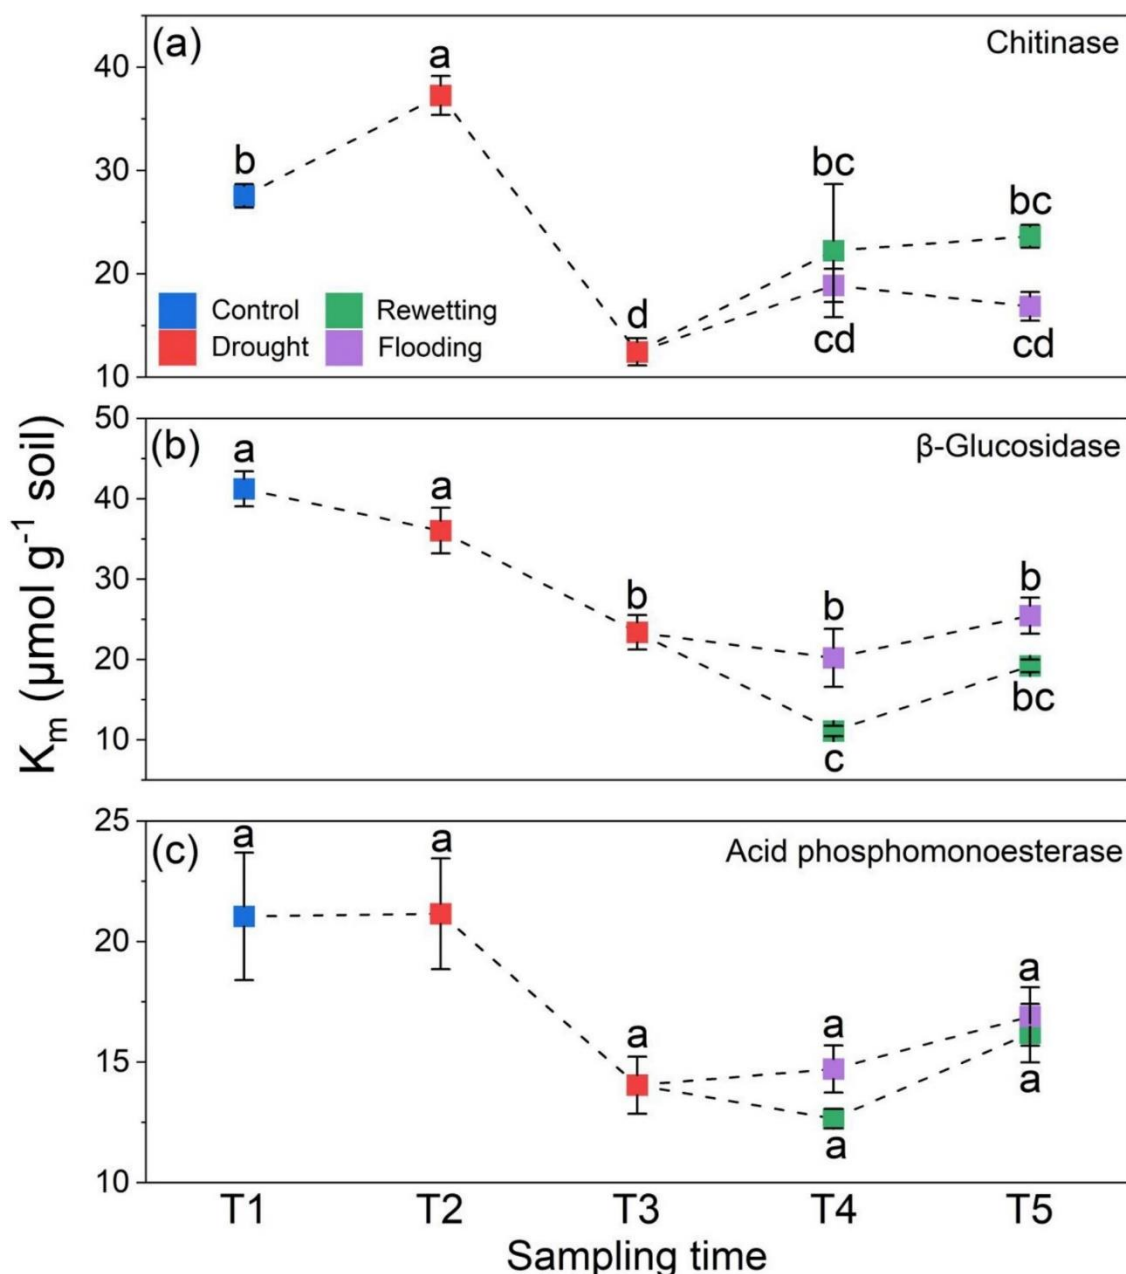 (a)
Chitinase
a
40
b
30
bc
bc
20
Control
Rewetting
d
Drought
Flooding
cd
cd
10
50
(b)
β-Glucosidase
a
a
40
30
b
b
b
20
bc
10
c
25
(c)
Acid phosphomonoesterase
a
a
20
a
a
a
15
a
a
10
Km (μmol g-1 soil)
T1 T2 T3 T4 T5
Sampling time